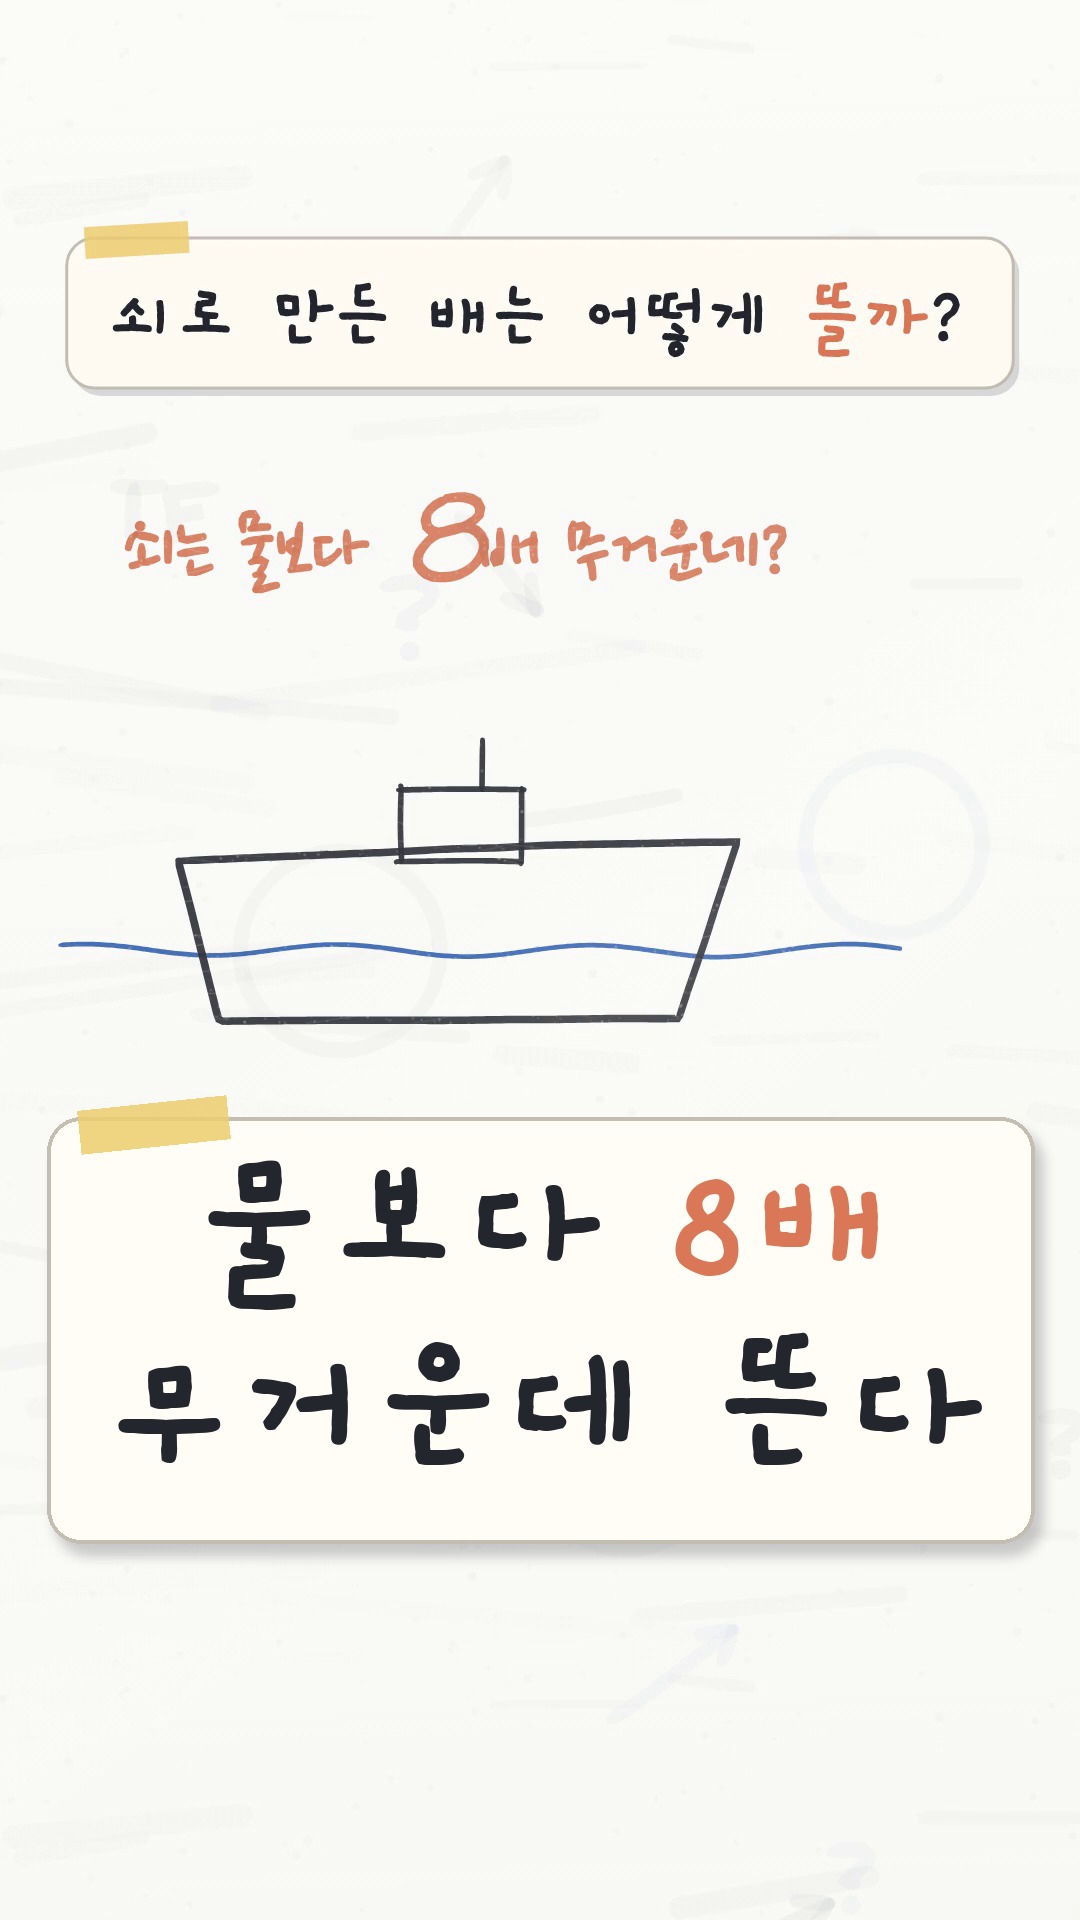 쇠로 만든 배는 어떻게 뜰까?
쇠는 물보다 8배 무거운데?
물보다 8배
무거운데 뜬다